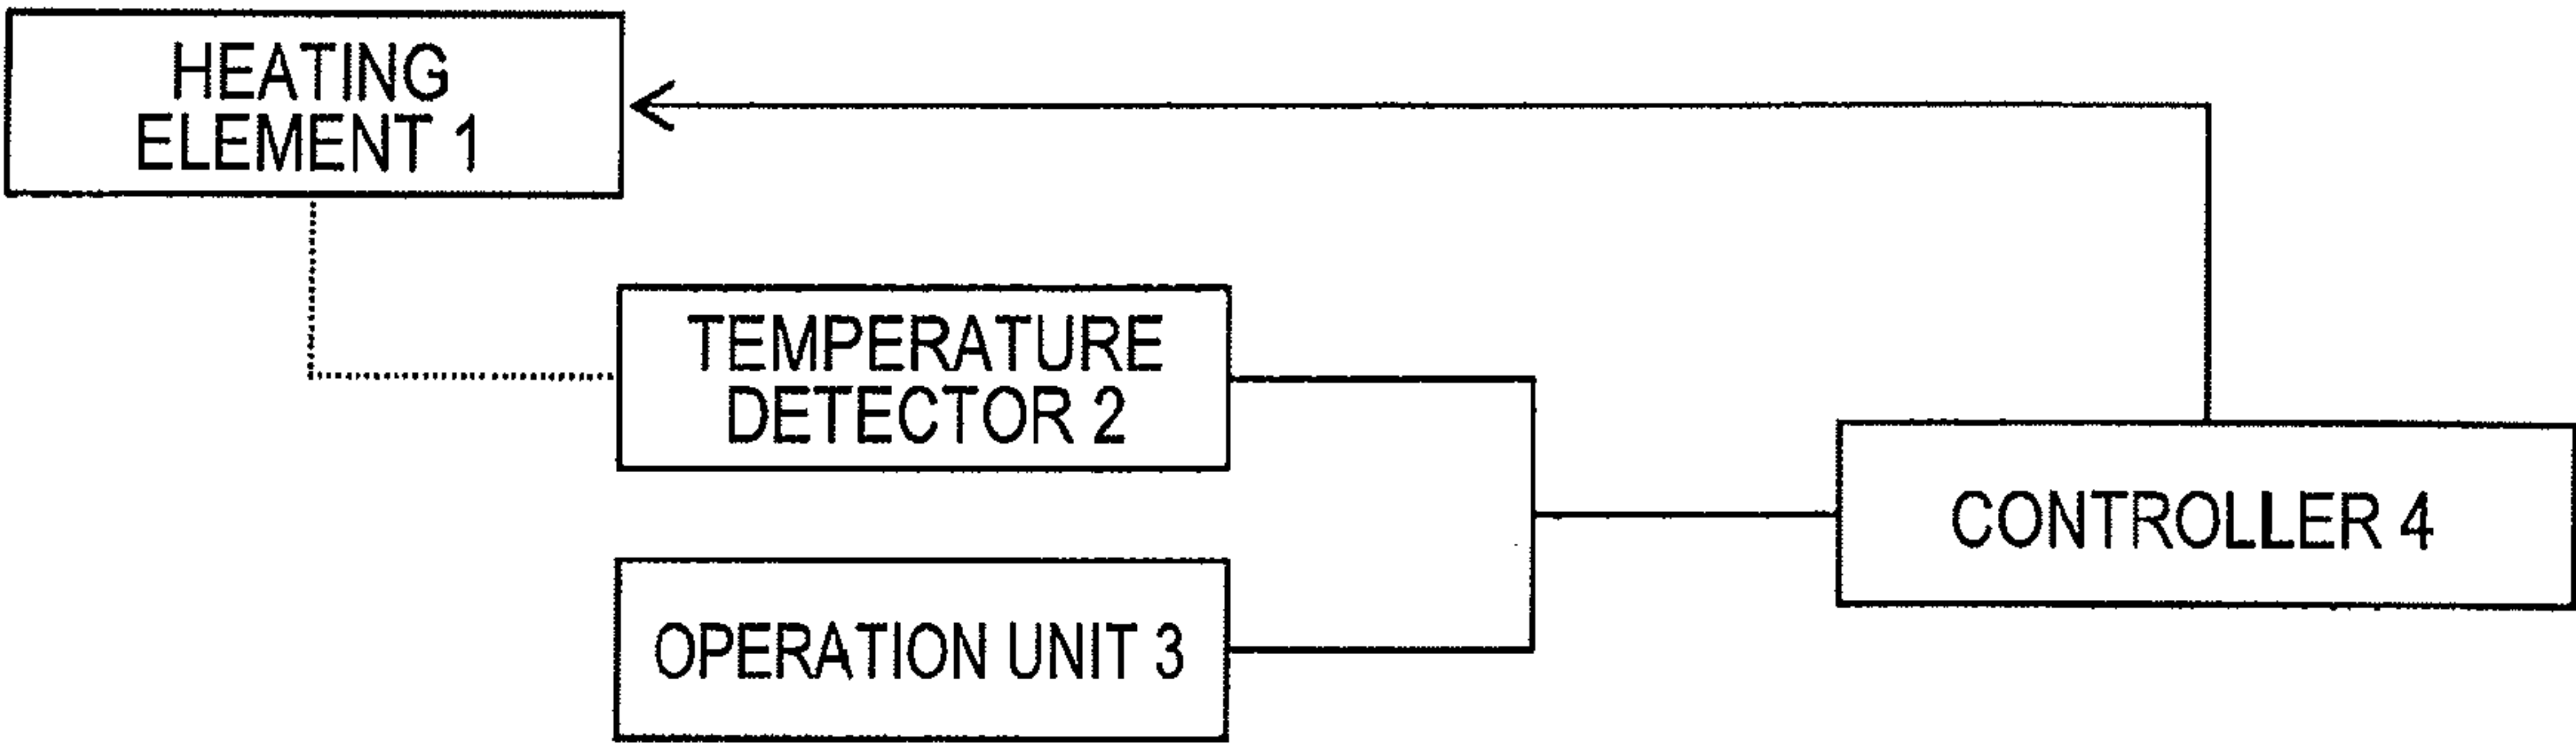 HEATING
ELEMENT 1
TEMPERATURE
DETECTOR 2
OPERATION UNIT 3
CONTROLLER 4